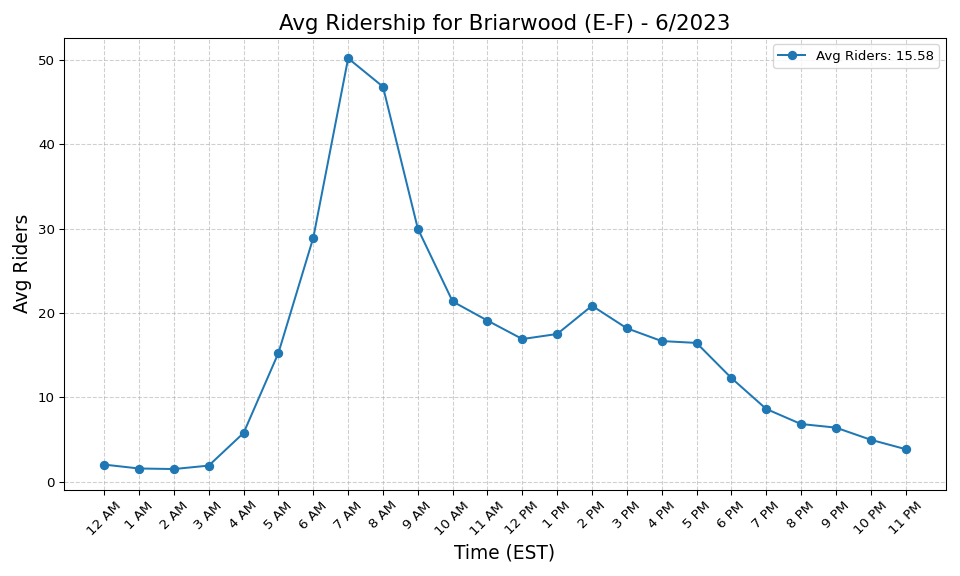 Avg Ridership for Briarwood (E-F) - 6/2023
Avg Riders: 15.58
Avg Riders
50
40
30
20
10
0
12 AM
1 AM
2 AM
3 AM
4 AM
5 AM
6 AM
7 AM
8 AM
9 AM
10 AM
11 AM
12 PM
1 PM
2 PM
3 PM
4 PM
5 PM
6 PM
7 PM
8 PM
9 PM
10 PM
11 PM
Time (EST)